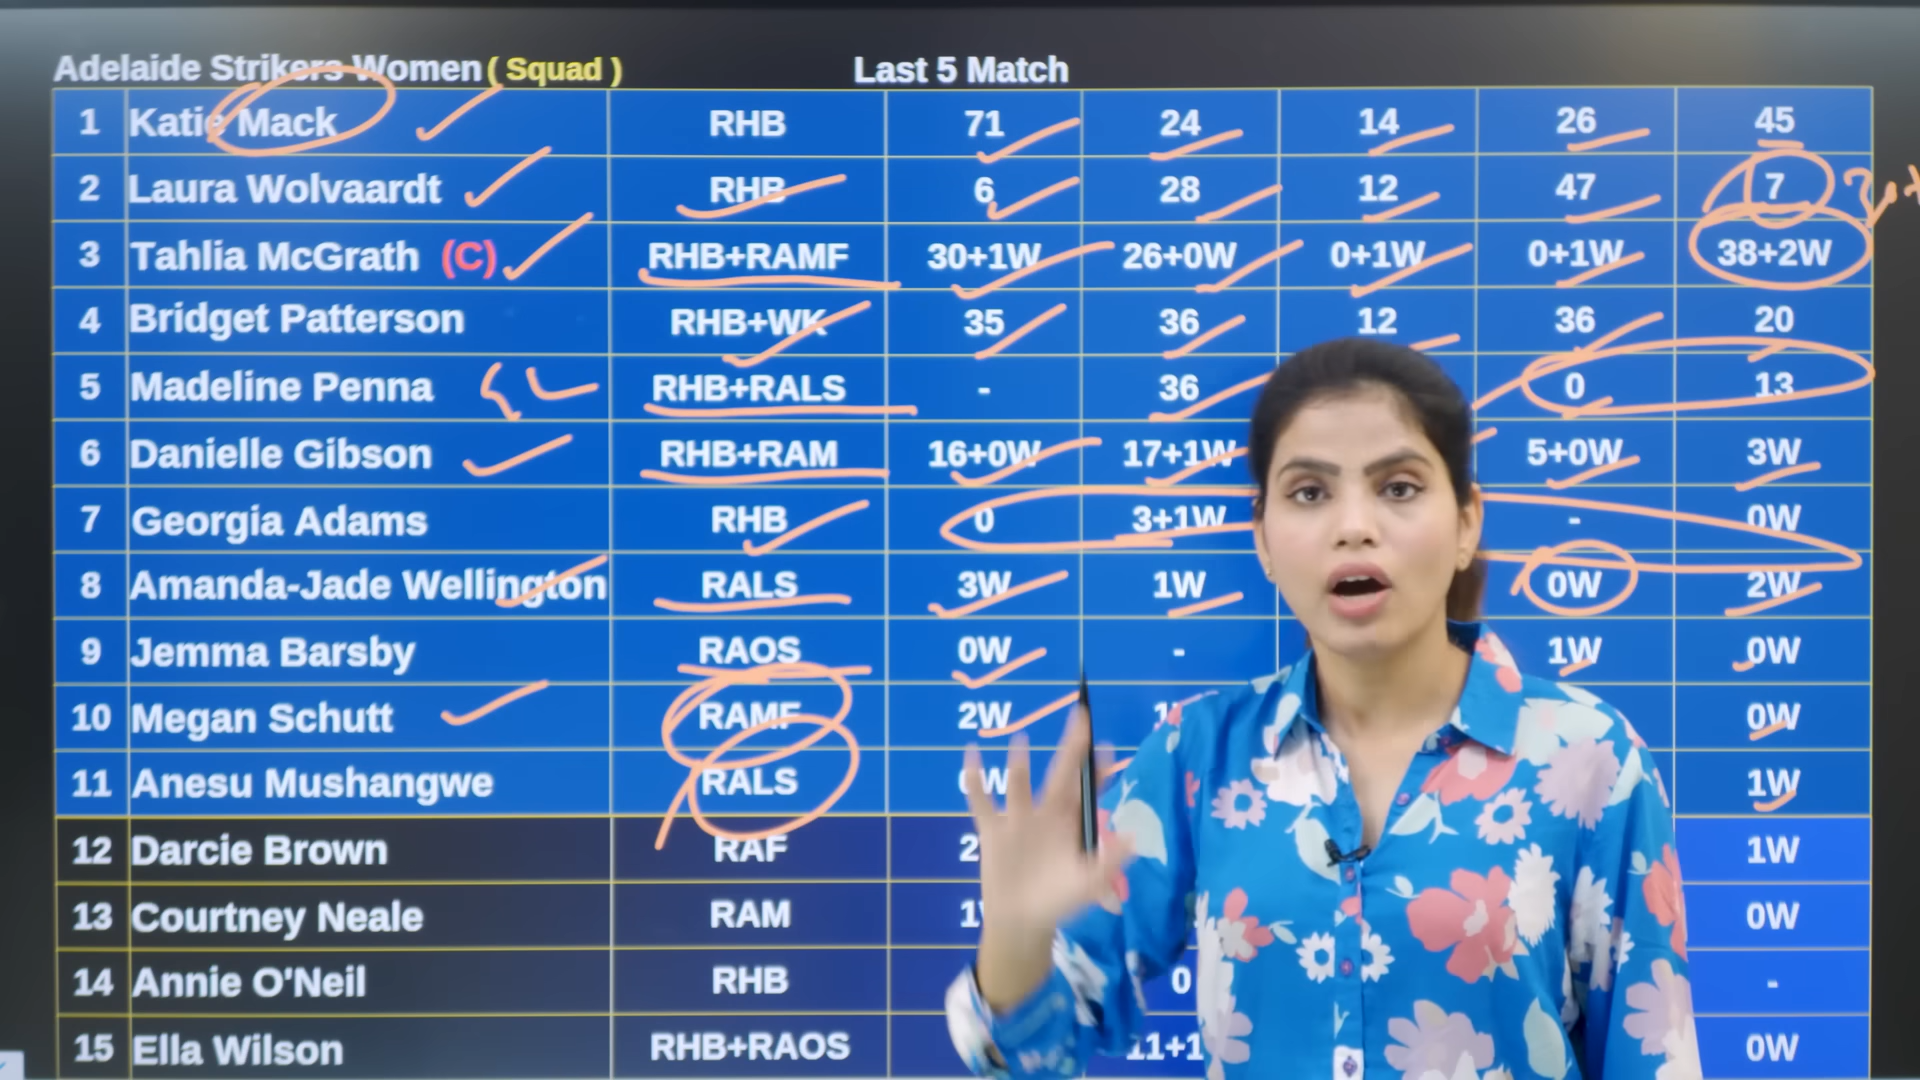 Adelaide Strikers Women ( Squad ) Last 5 Match
1 Katie Mack RHB 71 24 14 26 45
2 Laura Wolvaardt RHB 6 28 12 47 7
3 Tahlia McGrath (C) RHB+RAMF 30+1W 26+0W 0+1W 0+1W 38+2W
4 Bridget Patterson RHB+WK 35 36 12 36 20
5 Madeline Penna RHB+RALS - 36 0 13
6 Danielle Gibson RHB+RAM 16+0W 17+1W 5+0W 3W
7 Georgia Adams RHB 0 3+1W - 0W
8 Amanda-Jade Wellington RALS 3W 1W 0W 2W
9 Jemma Barsby RAOS 0W - 1W 0W
10 Megan Schutt RAMF 2W 0W
11 Anesu Mushangwe RALS 0W 1W
12 Darcie Brown RAF 2 1W
13 Courtney Neale RAM 0W
14 Annie O'Neil RHB 0 -
15 Ella Wilson RHB+RAOS 11+1 0W